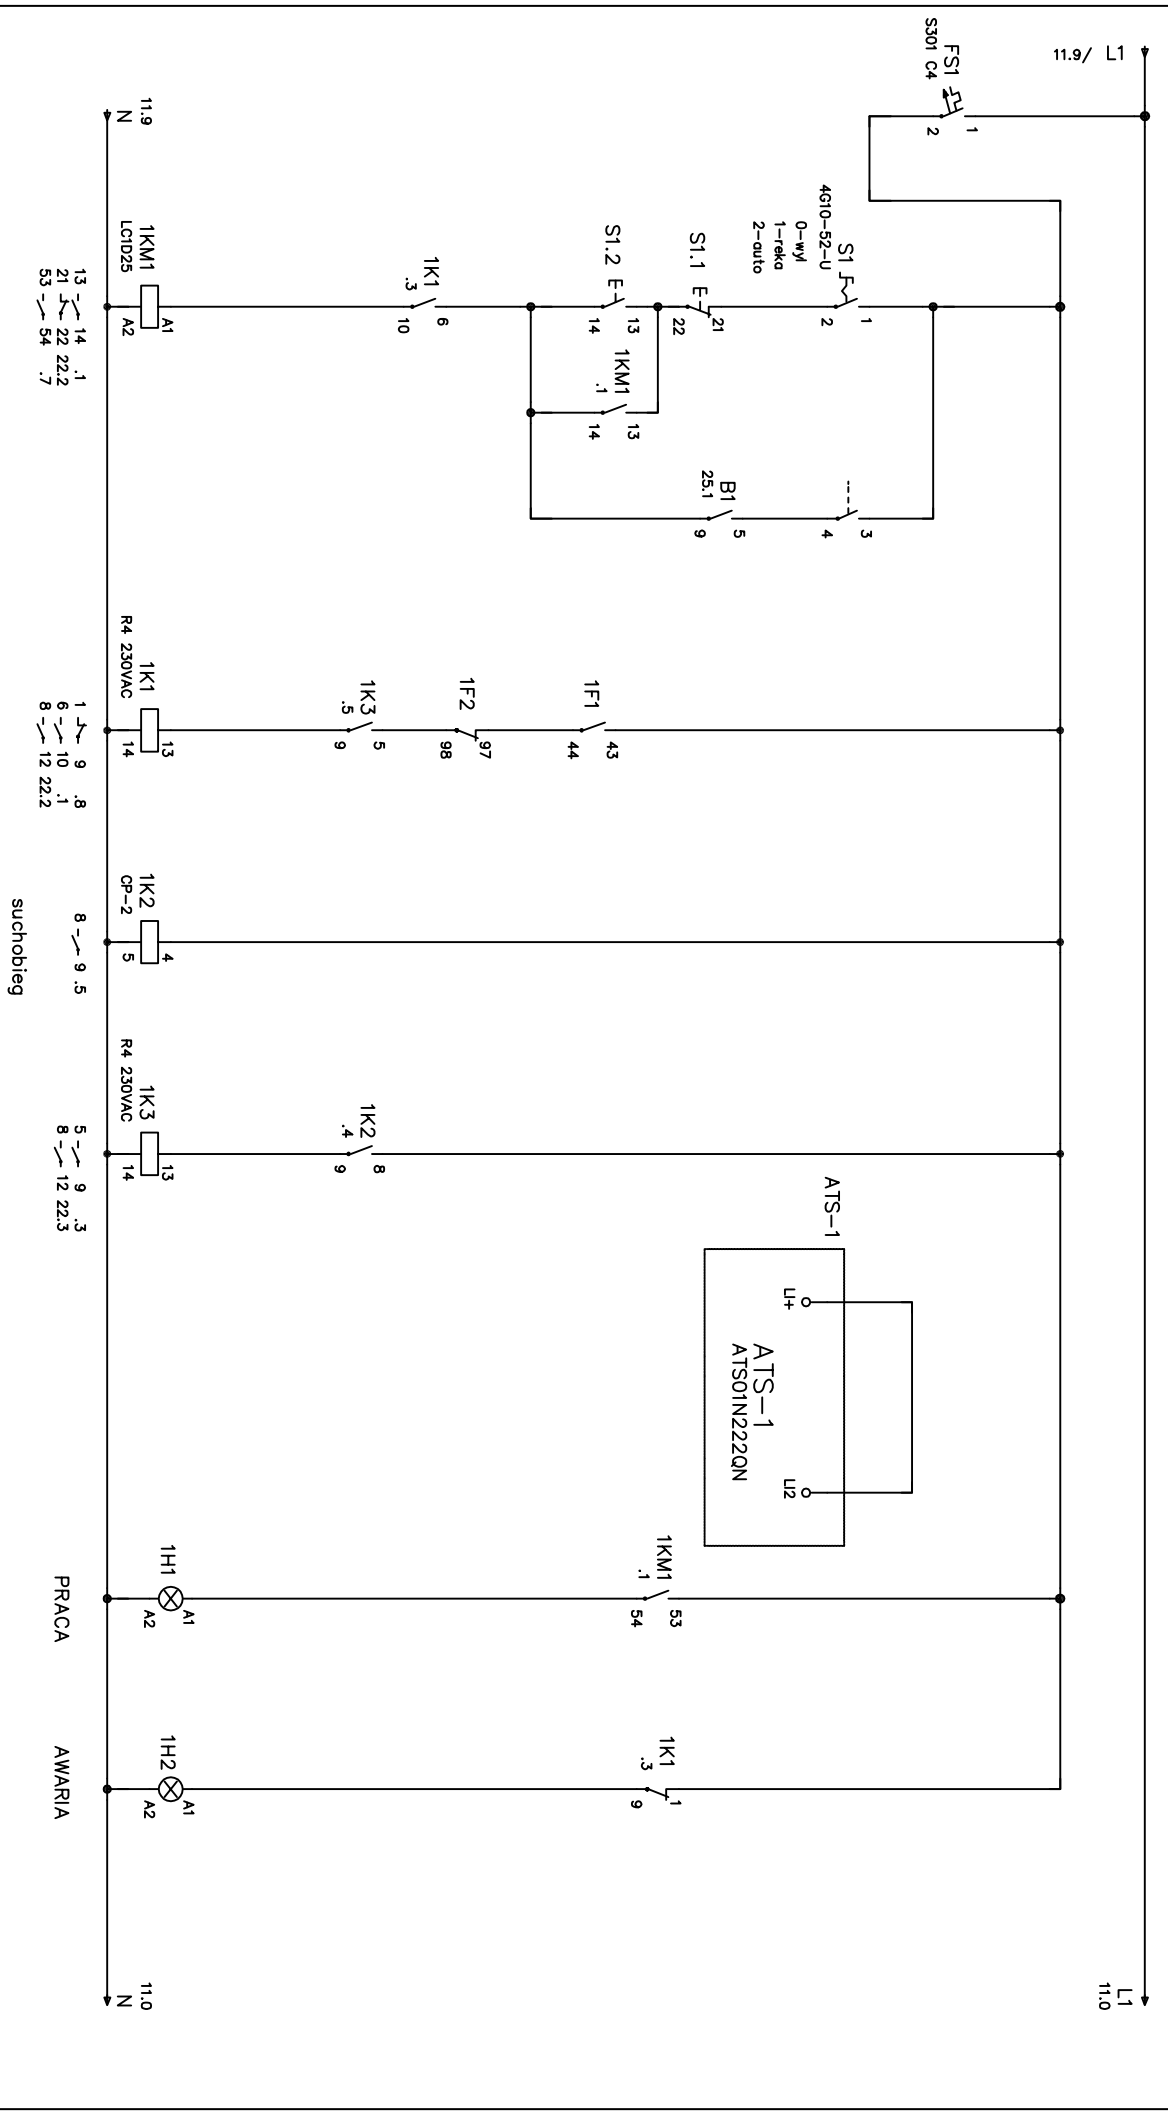 11.9/ L1
L1
11.0
FS1
S301 C4
1
2
11.9
N
S1
4G10-52-U
0-wyl
1-reka
2-auto
1
2
S1.1
21
22
S1.2
13
14
1KM1
.1
13
14
3
4
B1
25.1
5
9
1K1
.3
6
10
1KM1
LC1D25
A1
A2
13 14 .1
21 22 22.2
53 54 .7
1F1
43
44
1F2
97
98
1K3
.5
5
9
1K1
R4 230VAC
13
14
1 9 .8
6 10 .1
8 12 22.2
1K2
CP-2
4
5
8 9 .5
suchobieg
1K2
.4
8
9
1K3
R4 230VAC
13
14
5 9 .3
8 12 22.3
ATS-1
LI+
LI2
ATS-1
ATS01N222QN
1KM1
.1
53
54
1H1
A1
A2
PRACA
1K1
.3
1
9
1H2
A1
A2
AWARIA
11.0
N